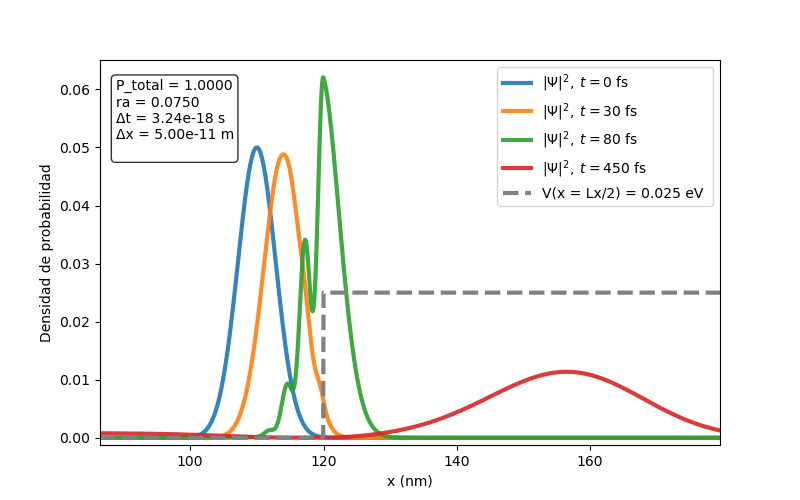 P_total = 1.0000
ra = 0.0750
Δt = 3.24e-18 s
Δx = 5.00e-11 m
|Ψ|², t = 0 fs
|Ψ|², t = 30 fs
|Ψ|², t = 80 fs
|Ψ|², t = 450 fs
V(x = Lx/2) = 0.025 eV
Densidad de probabilidad
0.06
0.05
0.04
0.03
0.02
0.01
0.00
100
120
140
160
x (nm)